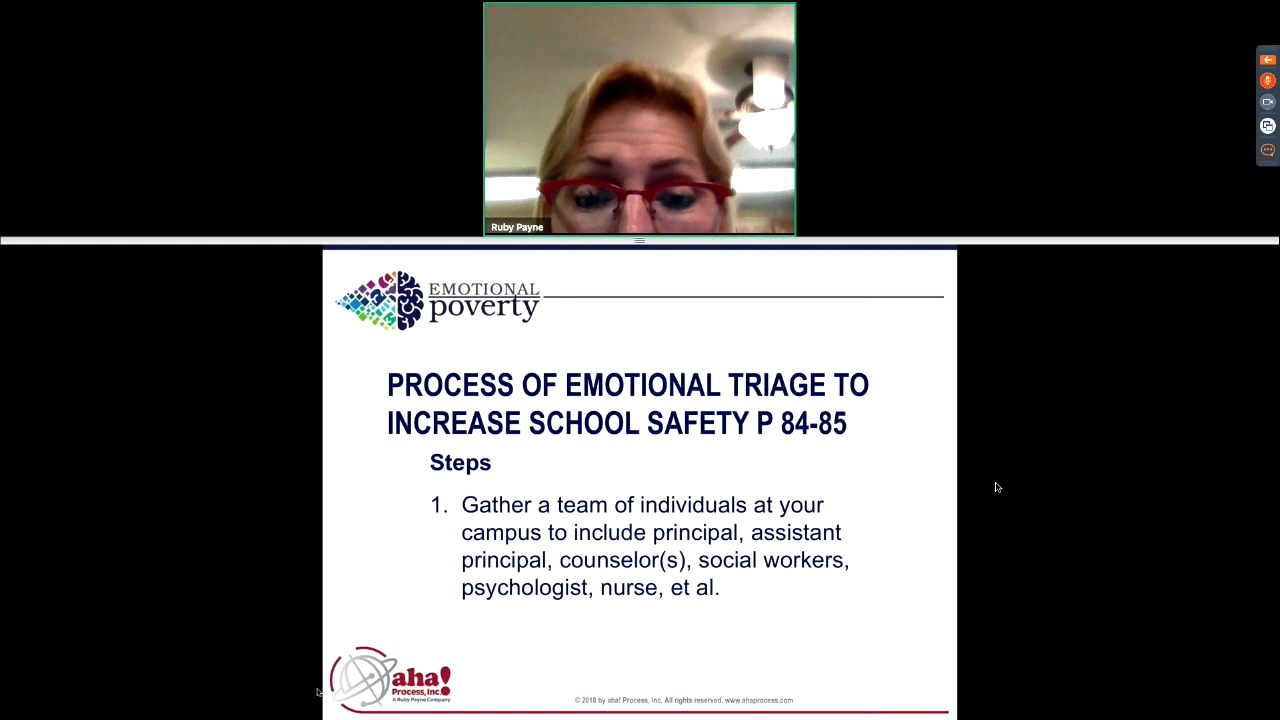 Ruby Payne
EMOTIONAL
poverty
PROCESS OF EMOTIONAL TRIAGE TO
INCREASE SCHOOL SAFETY P 84-85
Steps
1. Gather a team of individuals at your
campus to include principal, assistant
principal, counselor(s), social workers,
psychologist, nurse, et al.
aha!
Process, Inc.
A Ruby Payne Company
© 2018 by aha! Process, Inc. All rights reserved. www.ahaprocess.com